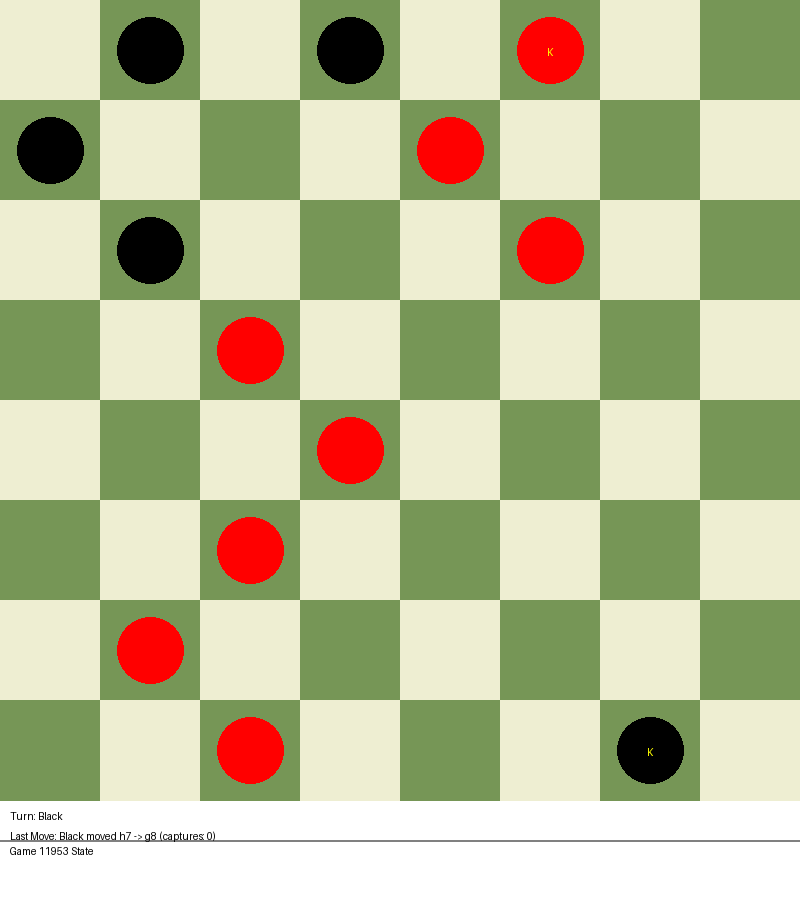 K
K
Turn: Black
Last Move: Black moved h7 -> g8 (captures: 0)
Game 11953 State